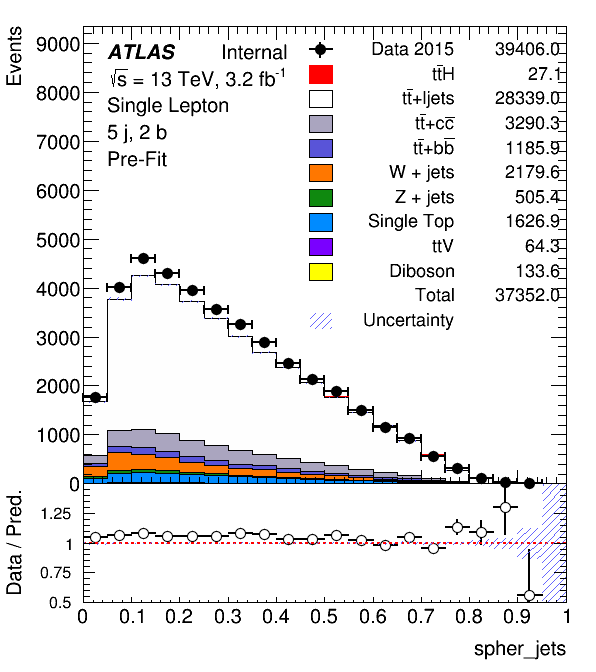 Events
9000
8000
7000
6000
5000
4000
3000
2000
1000
0
ATLAS Internal
√s = 13 TeV, 3.2 fb⁻¹
Single Lepton
5 j, 2 b
Pre-Fit
Data 2015 39406.0
tt̄H 27.1
tt̄+ljets 28339.0
tt̄+cc̄ 3290.3
tt̄+bb̄ 1185.9
W + jets 2179.6
Z + jets 505.4
Single Top 1626.9
ttV 64.3
Diboson 133.6
Total 37352.0
Uncertainty
Data / Pred.
1.25
1
0.75
0.5
0 0.1 0.2 0.3 0.4 0.5 0.6 0.7 0.8 0.9 1
spher_jets